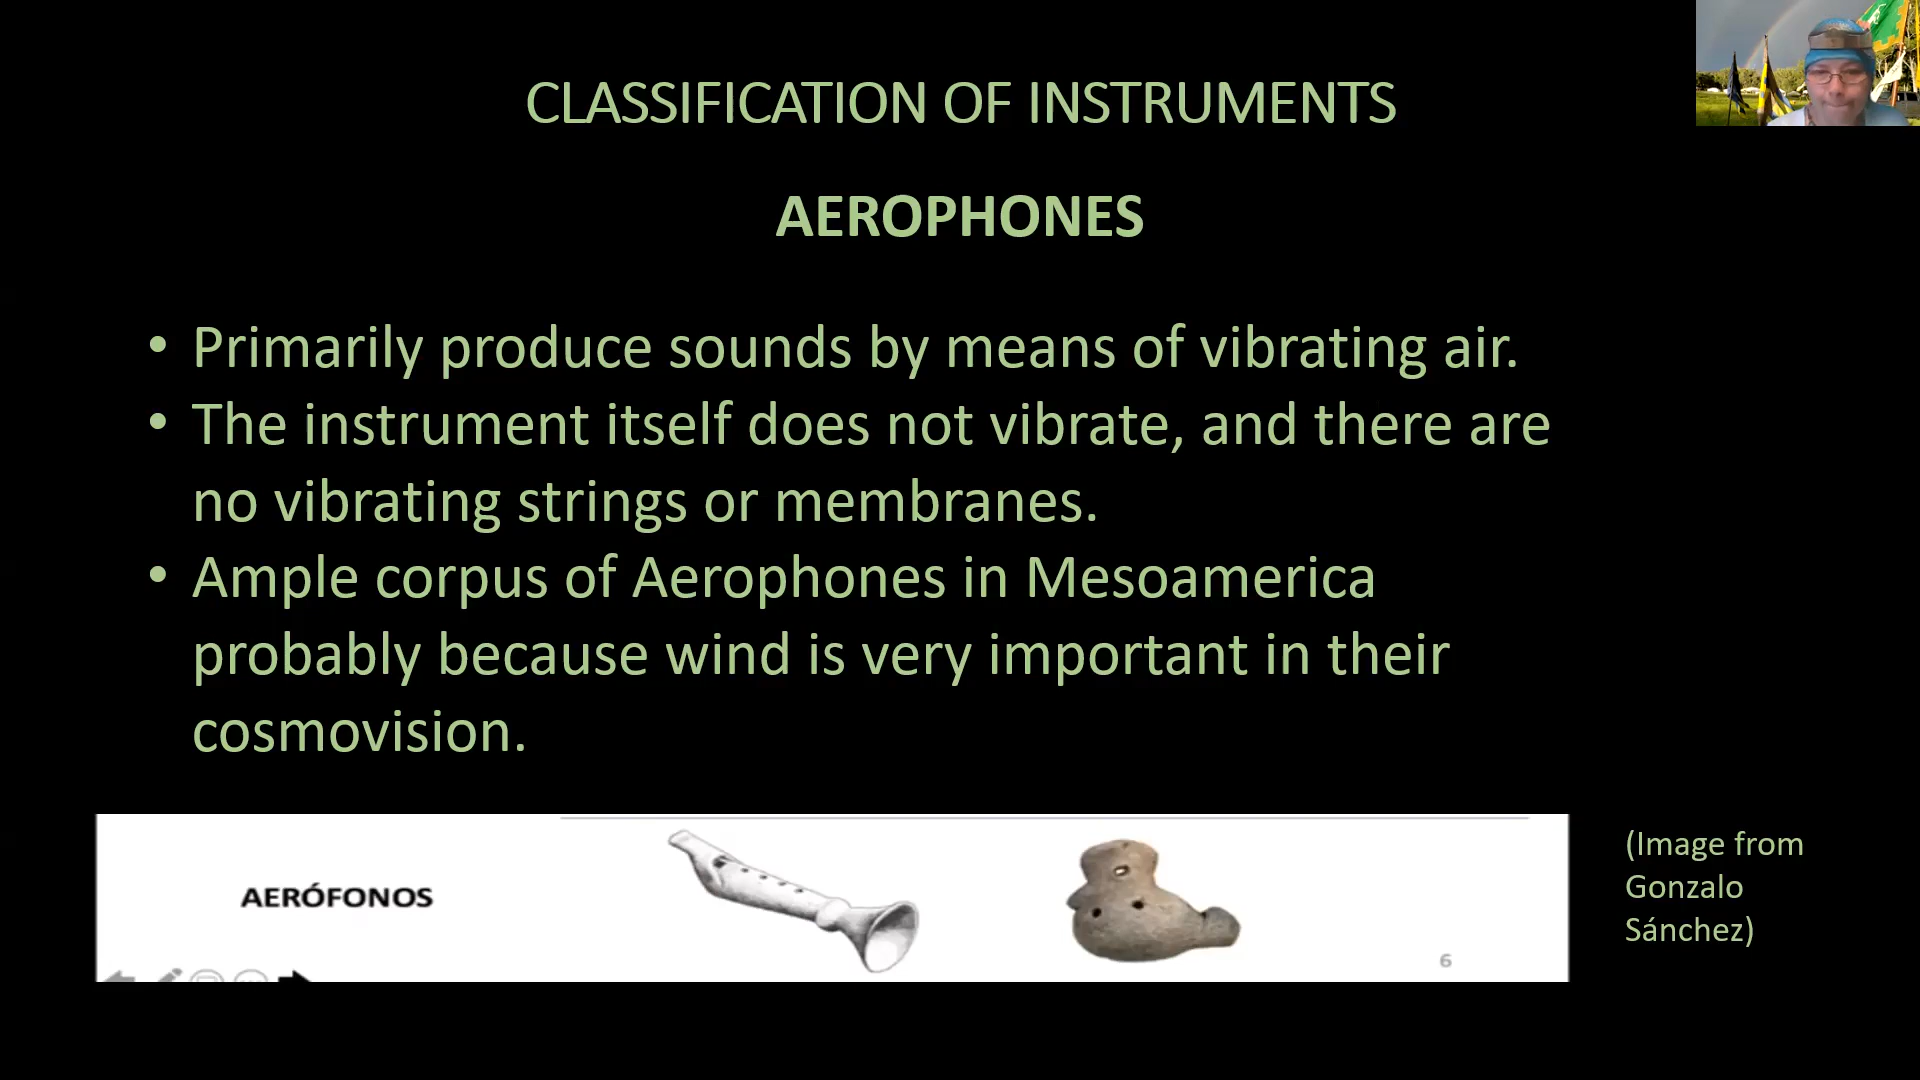 CLASSIFICATION OF INSTRUMENTS
AEROPHONES
• Primarily produce sounds by means of vibrating air.
• The instrument itself does not vibrate, and there are
no vibrating strings or membranes.
• Ample corpus of Aerophones in Mesoamerica
probably because wind is very important in their
cosmovision.
AERÓFONOS
6
(Image from
Gonzalo
Sánchez)